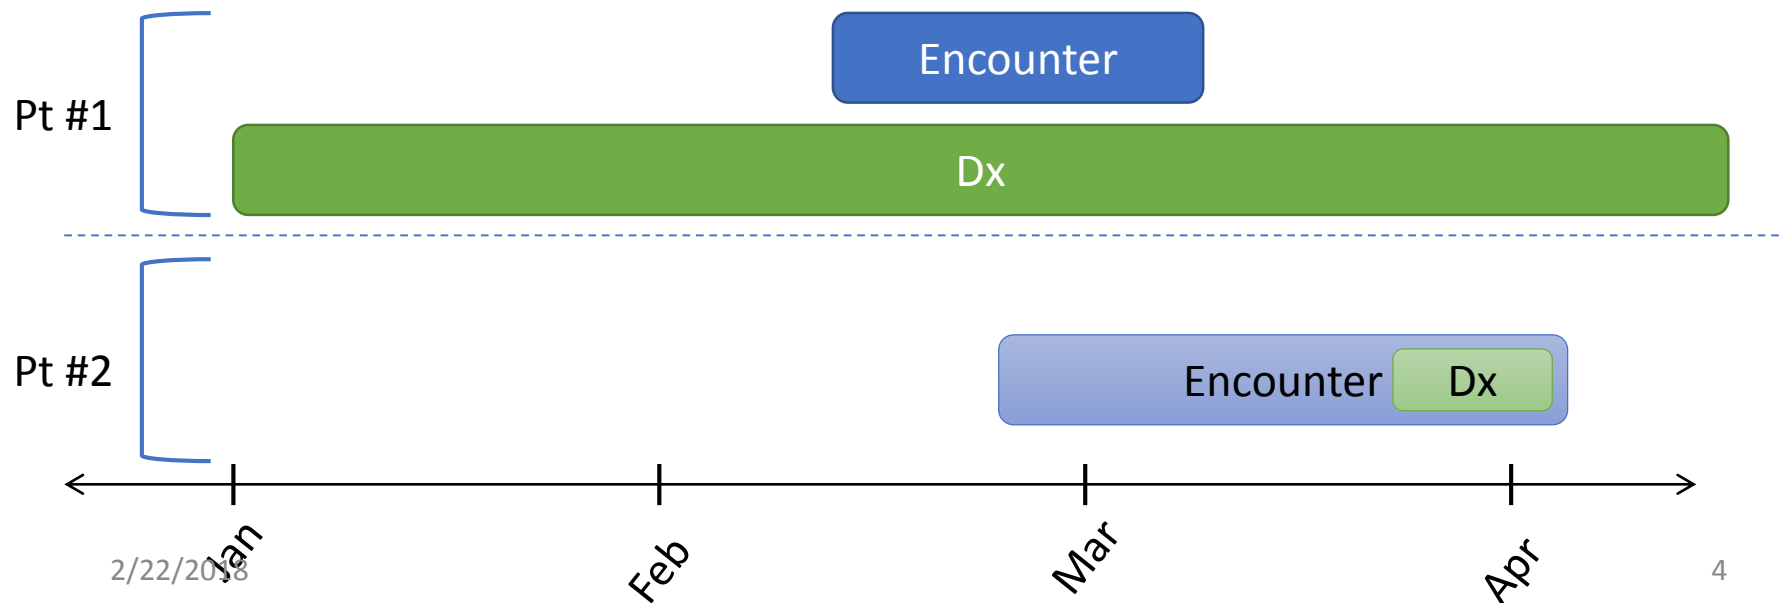 Encounter
Pt #1
Dx
Pt #2
Encounter
Dx
Jan
Feb
Mar
Apr
2/22/2018
4